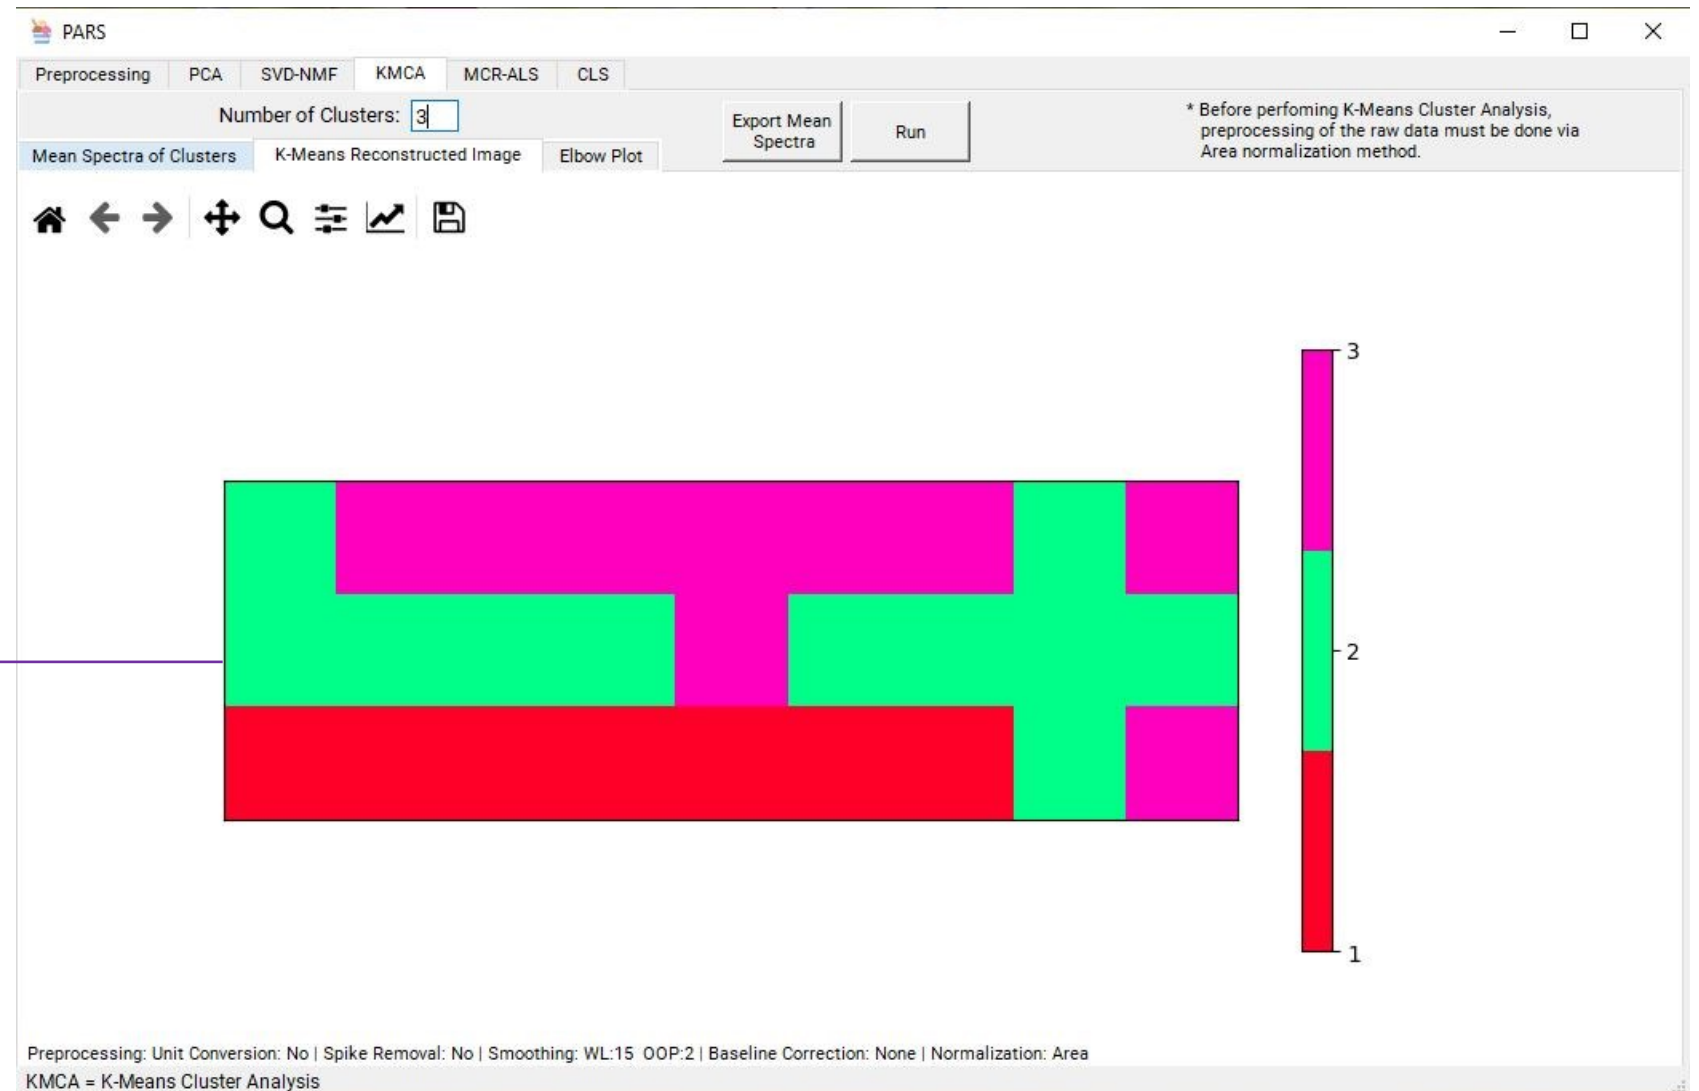 PARS
Preprocessing PCA SVD-NMF KMCA MCR-ALS CLS
Number of Clusters: 3
Export Mean
Spectra
Run
* Before perfoming K-Means Cluster Analysis,
preprocessing of the raw data must be done via
Area normalization method.
Mean Spectra of Clusters K-Means Reconstructed Image Elbow Plot
3
2
1
Preprocessing: Unit Conversion: No | Spike Removal: No | Smoothing: WL:15 OOP:2 | Baseline Correction: None | Normalization: Area
KMCA = K-Means Cluster Analysis